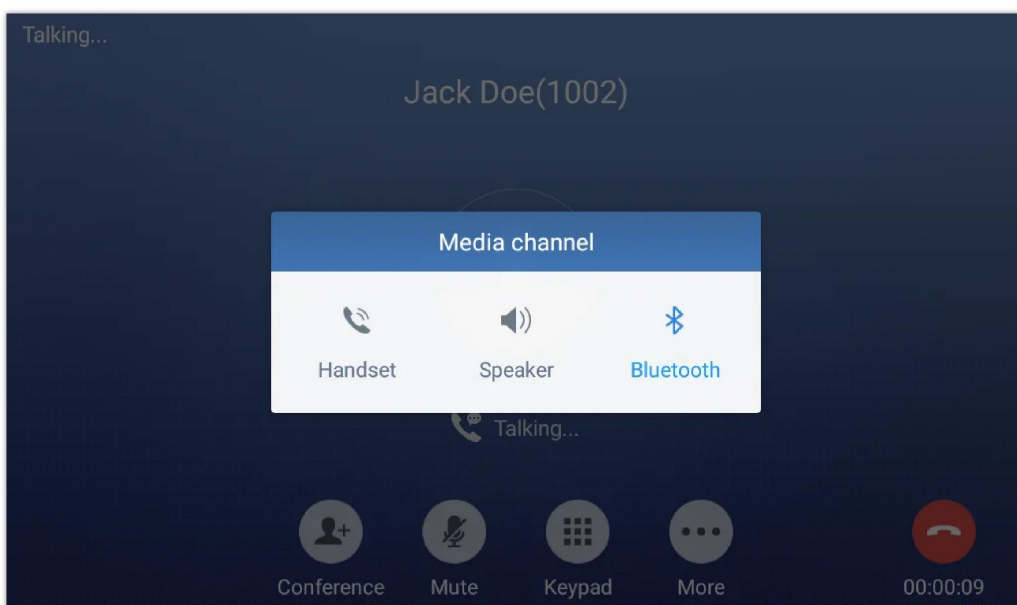 Talking...
Jack Doe(1002)
Media channel
Handset Speaker Bluetooth
Talking...
Conference Mute Keypad More 00:00:09